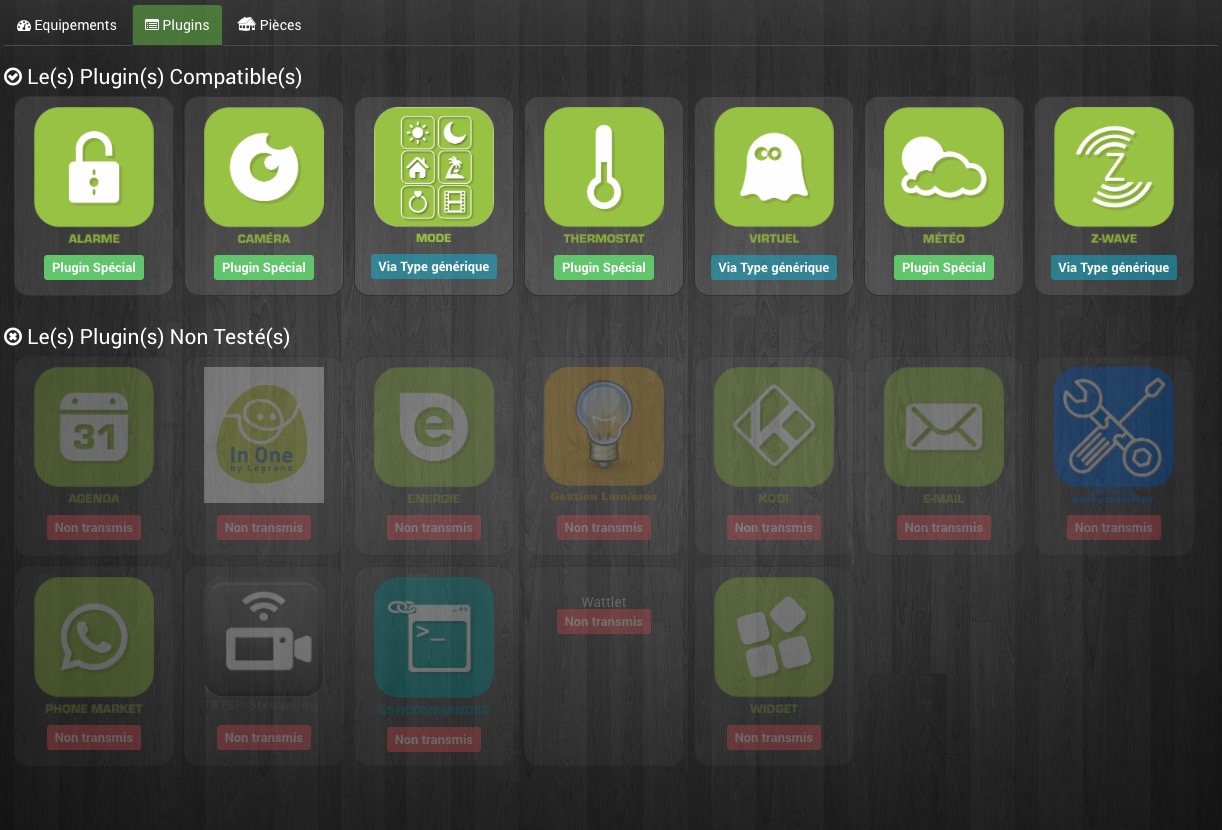 Equipements Plugins Pièces
Le(s) Plugin(s) Compatible(s)
ALARME CAMÉRA MODE THERMOSTAT VIRTUEL MÉTÉO Z-WAVE
Plugin Spécial Plugin Spécial Via Type générique Plugin Spécial Via Type générique Plugin Spécial Via Type générique
Le(s) Plugin(s) Non Testé(s)
31 In One e
by Legrand
AGENDA ENERGIE Gestion Lumières KODI E-MAIL
Non transmis Non transmis Non transmis Non transmis Non transmis Non transmis Non transmis
>_
Wattlet
PHONE MARKET RTSP Streaming SSHCOMMANDER WIDGET
Non transmis Non transmis Non transmis Non transmis Non transmis